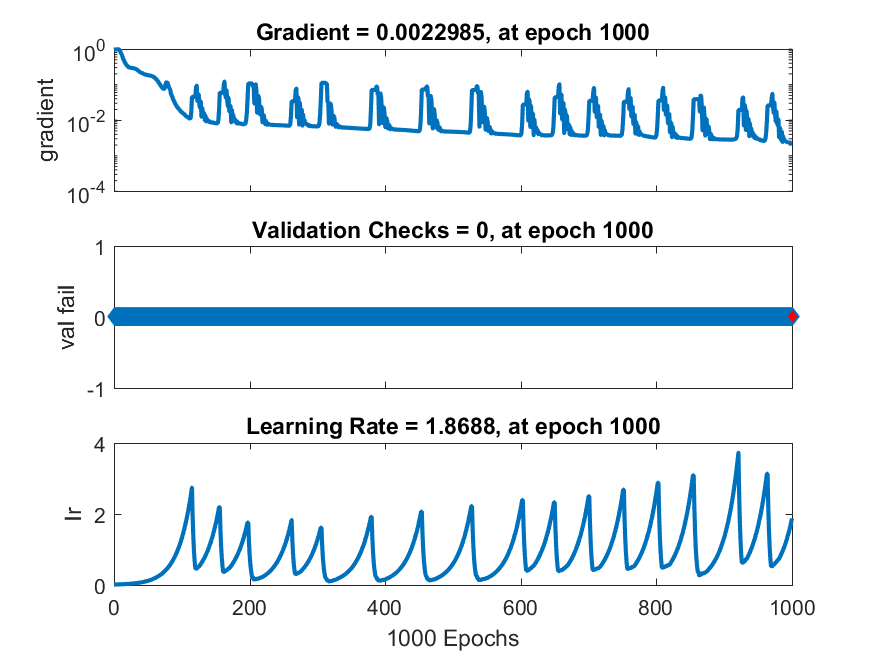 Gradient = 0.0022985, at epoch 1000
10^0
10^-2
10^-4
gradient
Validation Checks = 0, at epoch 1000
1
0
-1
val fail
Learning Rate = 1.8688, at epoch 1000
4
2
0
lr
0 200 400 600 800 1000
1000 Epochs